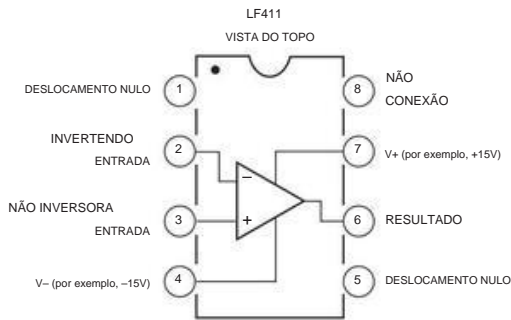 LF411
VISTA DO TOPO
DESLOCAMENTO NULO
1
8
NÃO
CONEXÃO
INVERTENDO
ENTRADA
2
7
V+ (por exemplo, +15V)
NÃO INVERSORA
ENTRADA
3
6
RESULTADO
V– (por exemplo, –15V)
4
5
DESLOCAMENTO NULO
−
+